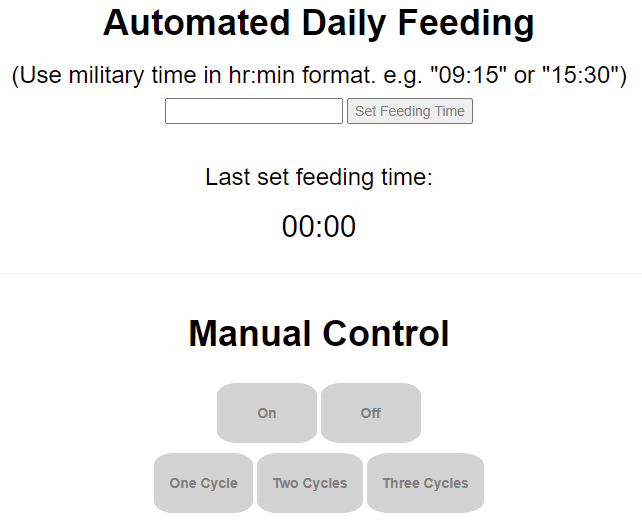 Automated Daily Feeding
(Use military time in hr:min format. e.g. "09:15" or "15:30")
Set Feeding Time
Last set feeding time:
00:00
Manual Control
On Off
One Cycle Two Cycles Three Cycles